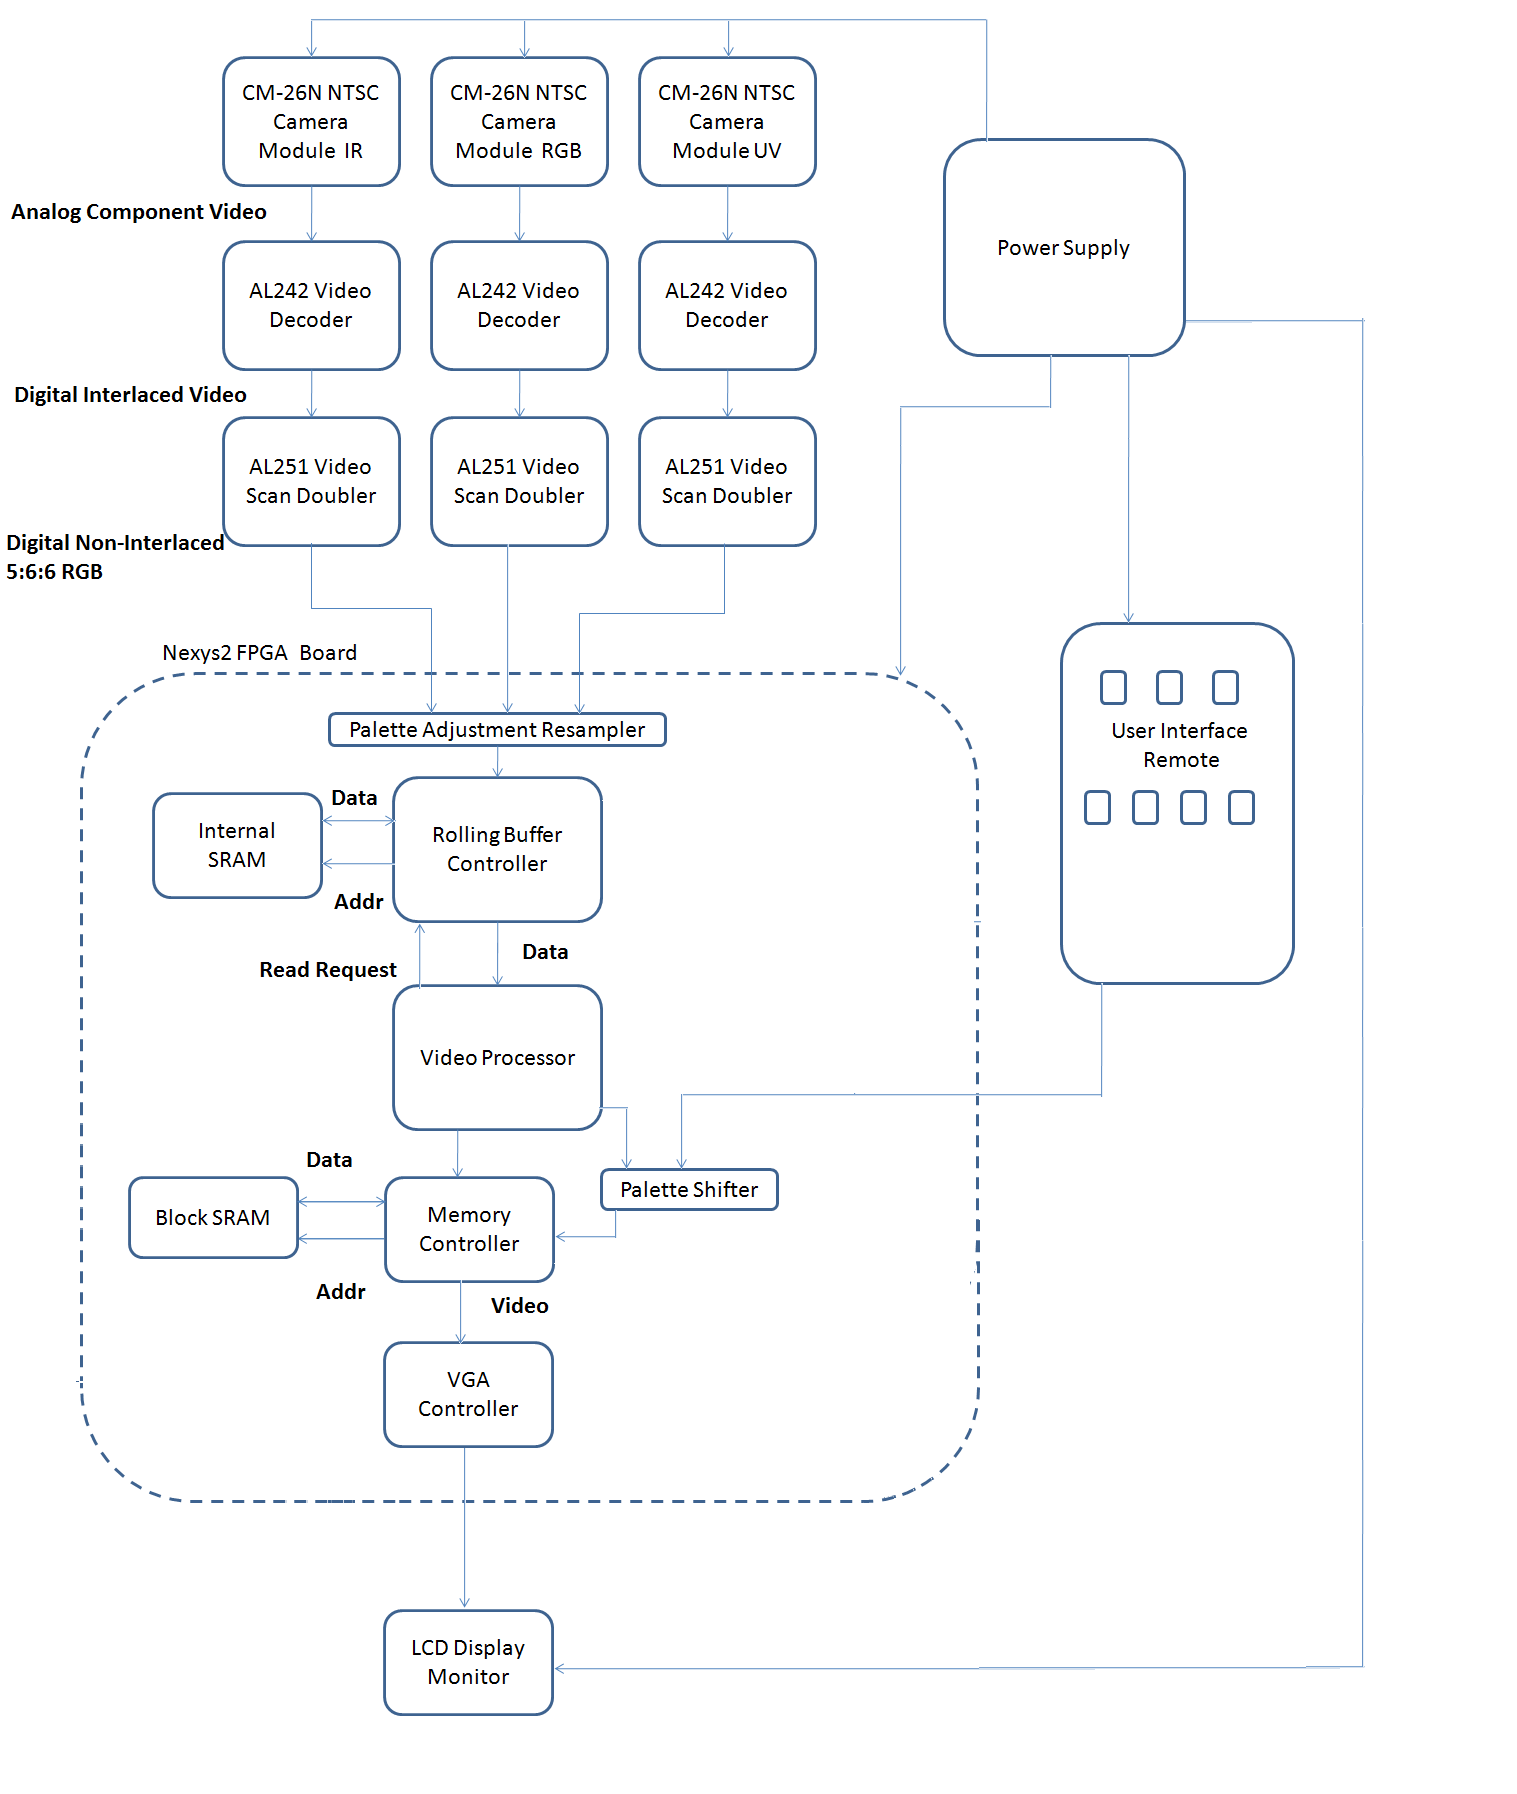 CM-26N NTSC
Camera
Module IR
CM-26N NTSC
Camera
Module RGB
CM-26N NTSC
Camera
Module UV
Analog Component Video
Power Supply
AL242 Video
Decoder
AL242 Video
Decoder
AL242 Video
Decoder
Digital Interlaced Video
AL251 Video
Scan Doubler
AL251 Video
Scan Doubler
AL251 Video
Scan Doubler
Digital Non-Interlaced
5:6:6 RGB
Nexys2 FPGA Board
Palette Adjustment Resampler
User Interface
Remote
Data
Internal
SRAM
Rolling Buffer
Controller
Addr
Read Request
Data
Video Processor
Data
Palette Shifter
Block SRAM
Memory
Controller
Addr
Video
VGA
Controller
LCD Display
Monitor